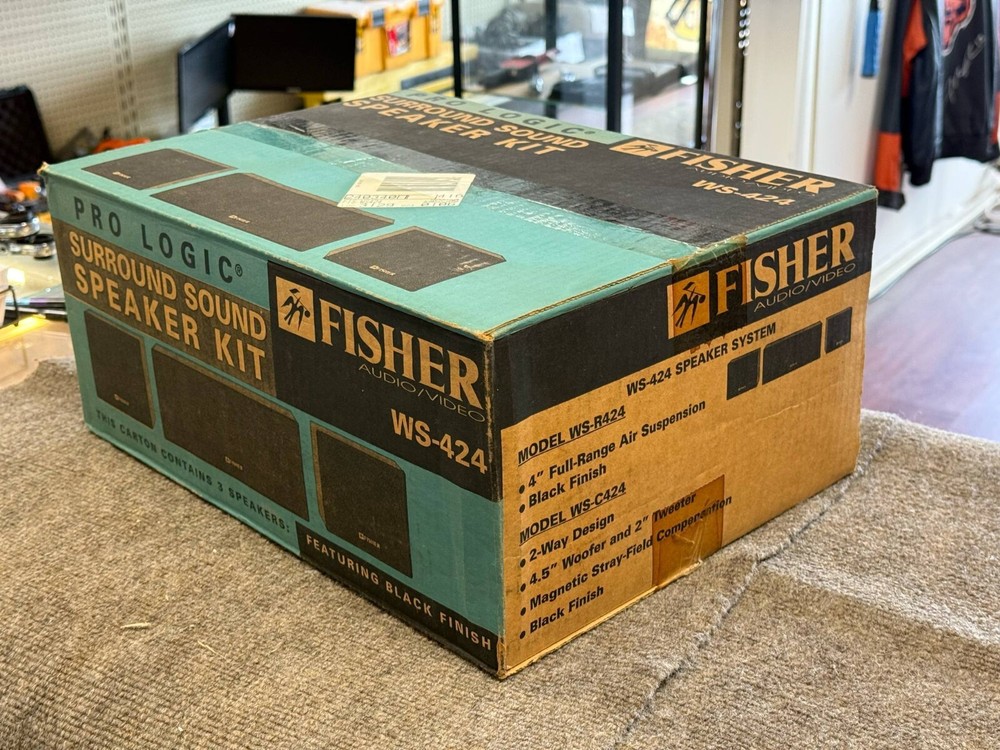 PRO LOGIC®
SURROUND SOUND
SPEAKER KIT
FISHER
WS-424
PRO LOGIC®
SURROUND SOUND
SPEAKER KIT
FISHER
AUDIO/VIDEO
WS-424
THIS CARTON CONTAINS 3 SPEAKERS:
FEATURING BLACK FINISH
FISHER
AUDIO/VIDEO
WS-424 SPEAKER SYSTEM
MODEL WS-R424
• 4" Full-Range Air Suspension
• Black Finish
MODEL WS-C424
• 2-Way Design
• 4.5" Woofer and 2" Tweeter
• Magnetic Stray-Field Compensation
• Black Finish